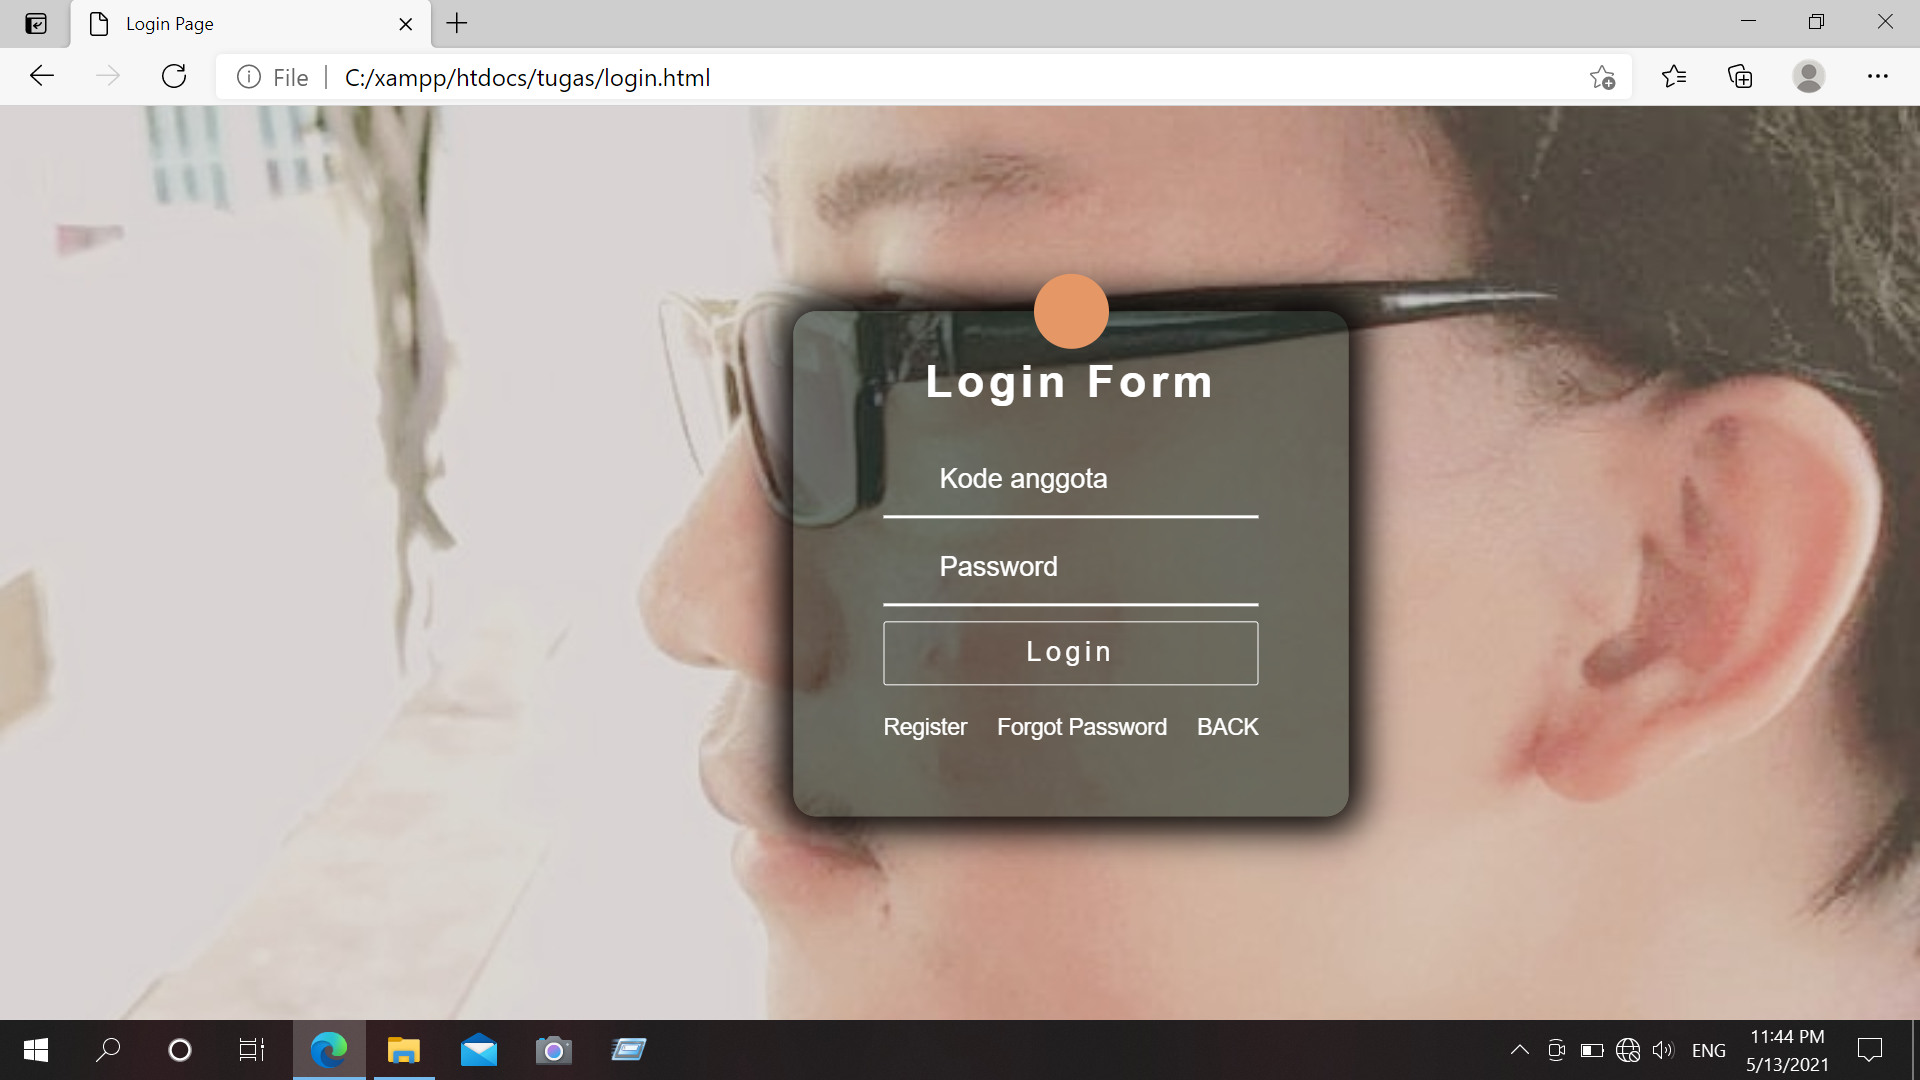 Login Page
File
C:/xampp/htdocs/tugas/login.html
Login Form
Kode anggota
Password
Login
Register Forgot Password BACK
ENG
11:44 PM
5/13/2021